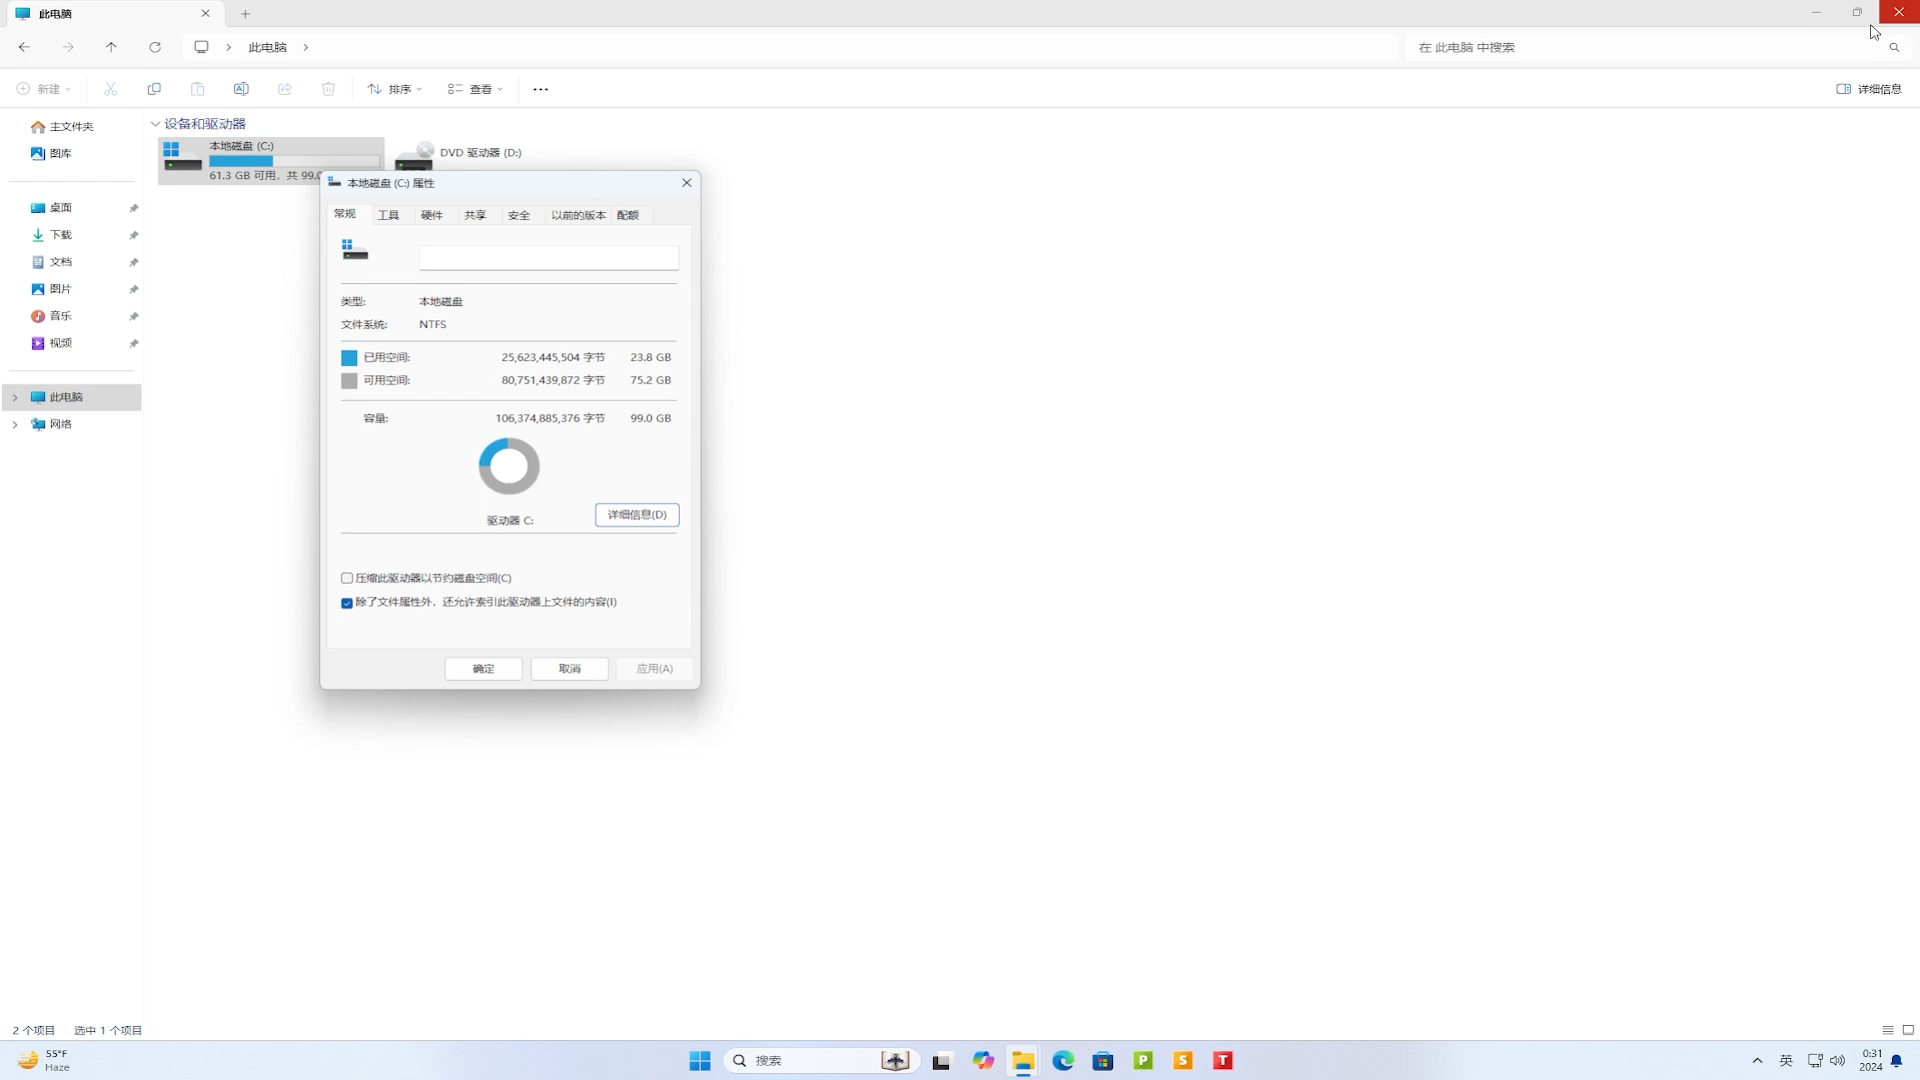 此电脑
此电脑
在 此电脑 中搜索
新建
排序
查看
详细信息
主文件夹
图库
桌面
下载
文档
图片
音乐
视频
此电脑
网络
设备和驱动器
本地磁盘 (C:)
61.3 GB 可用, 共 99.0
DVD 驱动器 (D:)
本地磁盘 (C:) 属性
常规 工具 硬件 共享 安全 以前的版本 配额
类型: 本地磁盘
文件系统: NTFS
已用空间: 25,623,445,504 字节 23.8 GB
可用空间: 80,751,439,872 字节 75.2 GB
容量: 106,374,885,376 字节 99.0 GB
驱动器 C:
详细信息(D)
压缩此驱动器以节约磁盘空间(C)
除了文件属性外，还允许索引此驱动器上文件的内容(I)
确定 取消 应用(A)
2 个项目 选中 1 个项目
55°F
Haze
搜索
P
S
T
英
0:31
2024